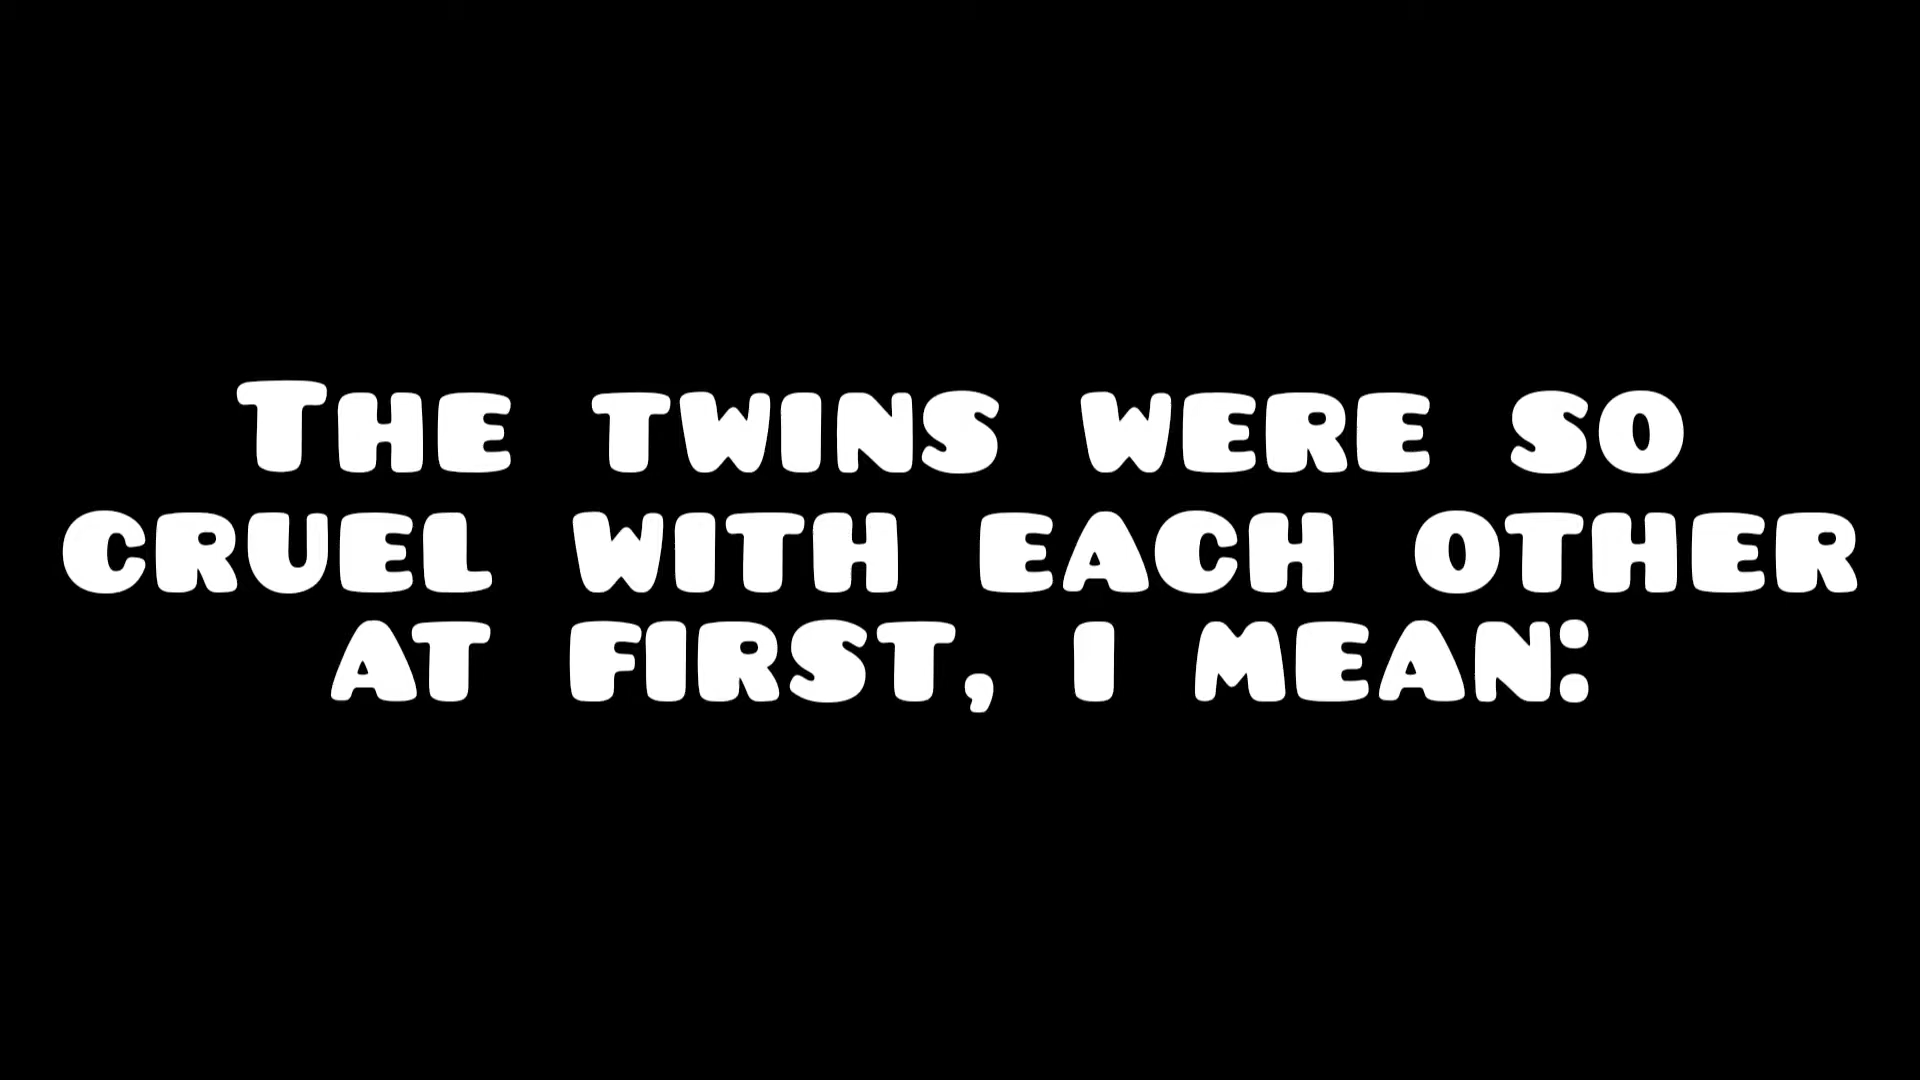 The twins were so
cruel with each other
at first, i mean: